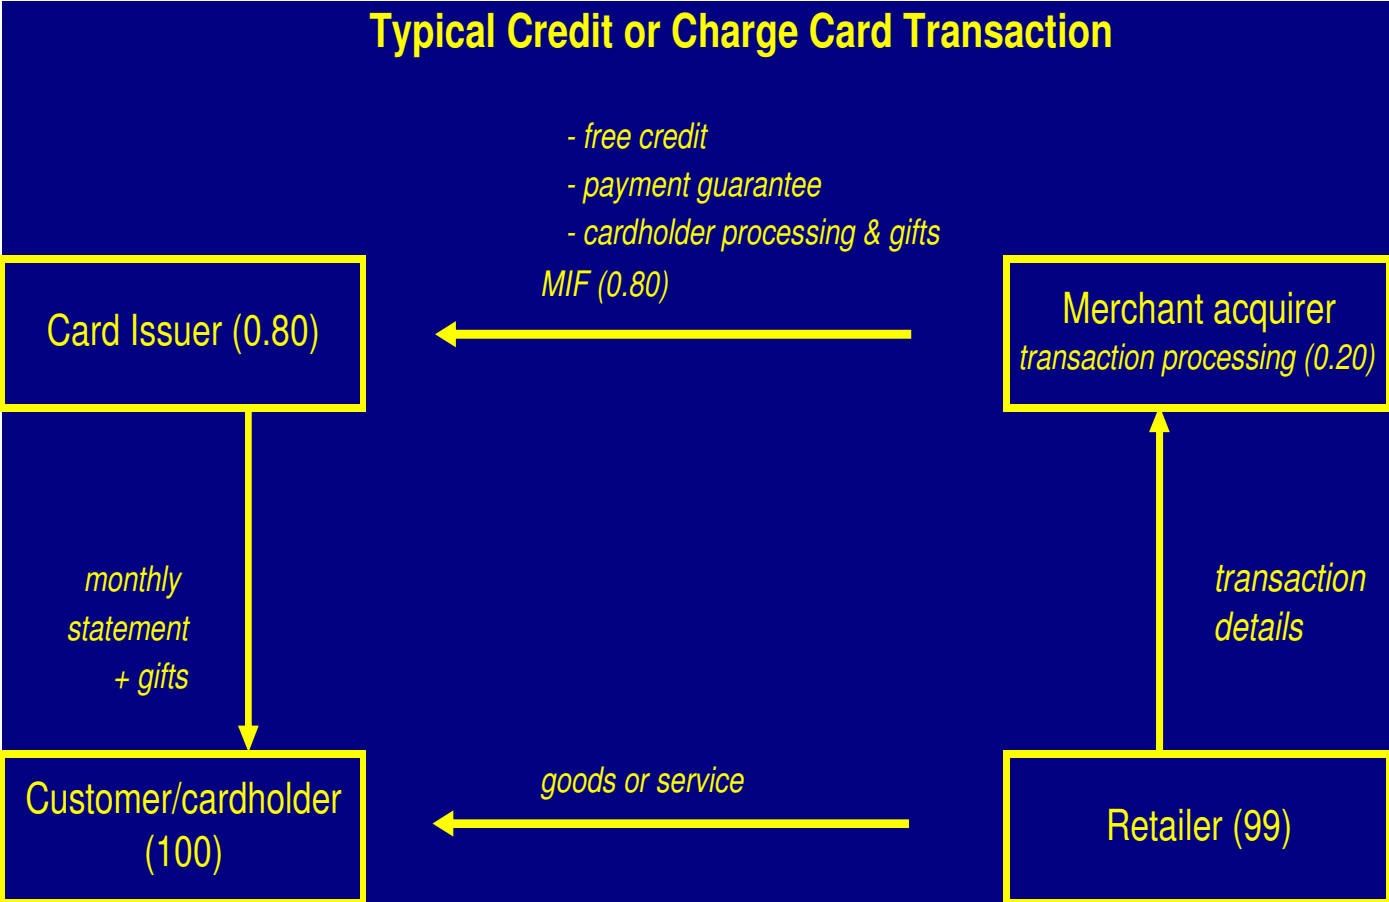 Typical Credit or Charge Card Transaction
- free credit
- payment guarantee
- cardholder processing & gifts
MIF (0.80)
Card Issuer (0.80)
Merchant acquirer
transaction processing (0.20)
monthly
statement
+ gifts
transaction
details
Customer/cardholder
(100)
goods or service
Retailer (99)